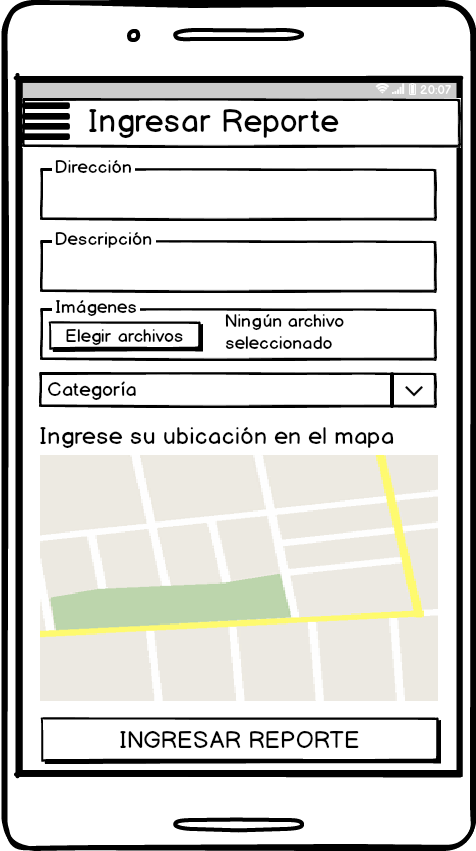 20:07
Ingresar Reporte
Dirección
Descripción
Imágenes
Elegir archivos
Ningún archivo
seleccionado
Categoría
Ingrese su ubicación en el mapa
INGRESAR REPORTE